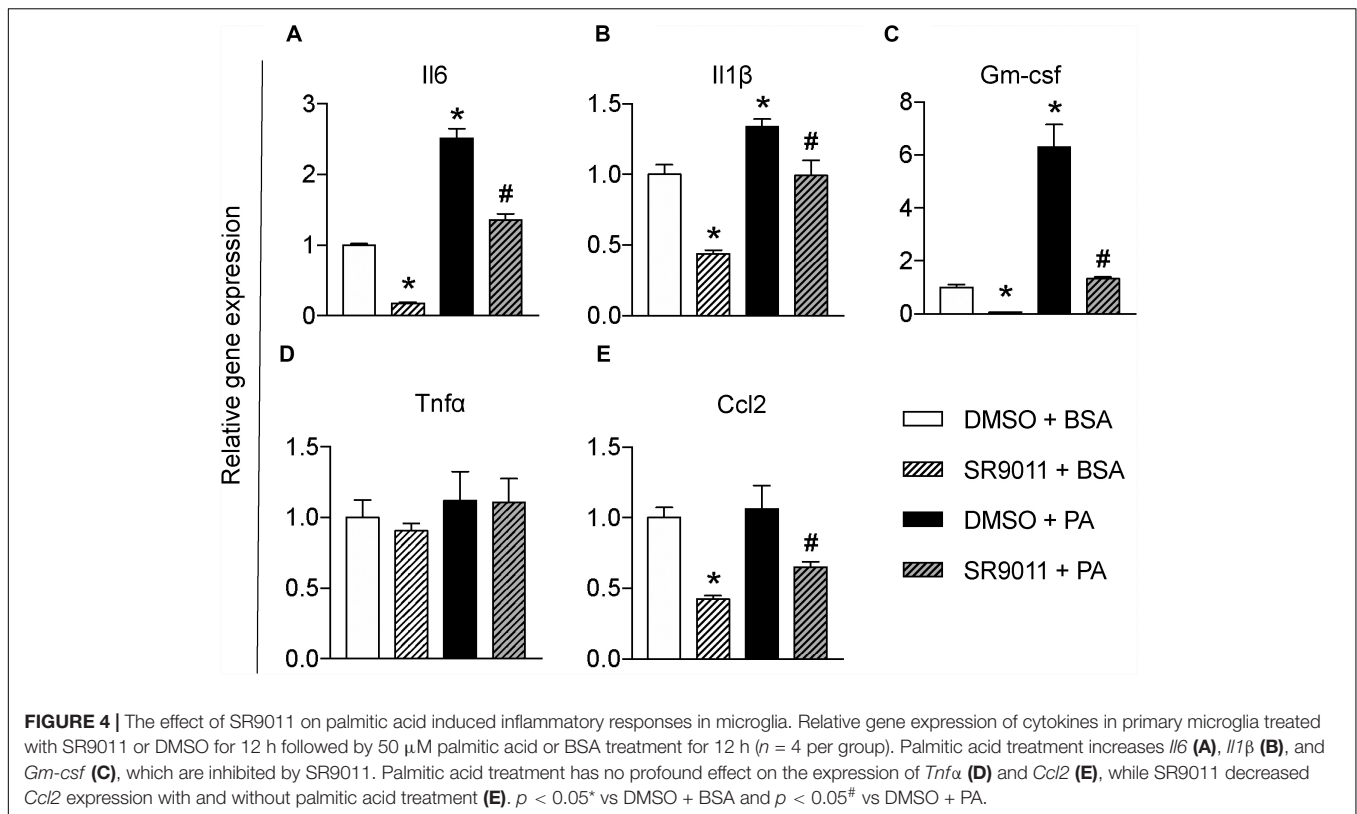 A
B
C
Il6
Il1β
Gm-csf
3
2
1
0
*
*
#
1.5
1.0
0.5
0.0
*
*
#
8
6
4
2
0
*
*
#
Relative gene expression
D
E
Tnfα
Ccl2
1.5
1.0
0.5
0.0
1.5
1.0
0.5
0.0
*
#
DMSO + BSA
SR9011 + BSA
DMSO + PA
SR9011 + PA
FIGURE 4 | The effect of SR9011 on palmitic acid induced inflammatory responses in microglia. Relative gene expression of cytokines in primary microglia treated
with SR9011 or DMSO for 12 h followed by 50 μM palmitic acid or BSA treatment for 12 h (n = 4 per group). Palmitic acid treatment increases Il6 (A), Il1β (B), and
Gm-csf (C), which are inhibited by SR9011. Palmitic acid treatment has no profound effect on the expression of Tnfα (D) and Ccl2 (E), while SR9011 decreased
Ccl2 expression with and without palmitic acid treatment (E). p < 0.05* vs DMSO + BSA and p < 0.05# vs DMSO + PA.